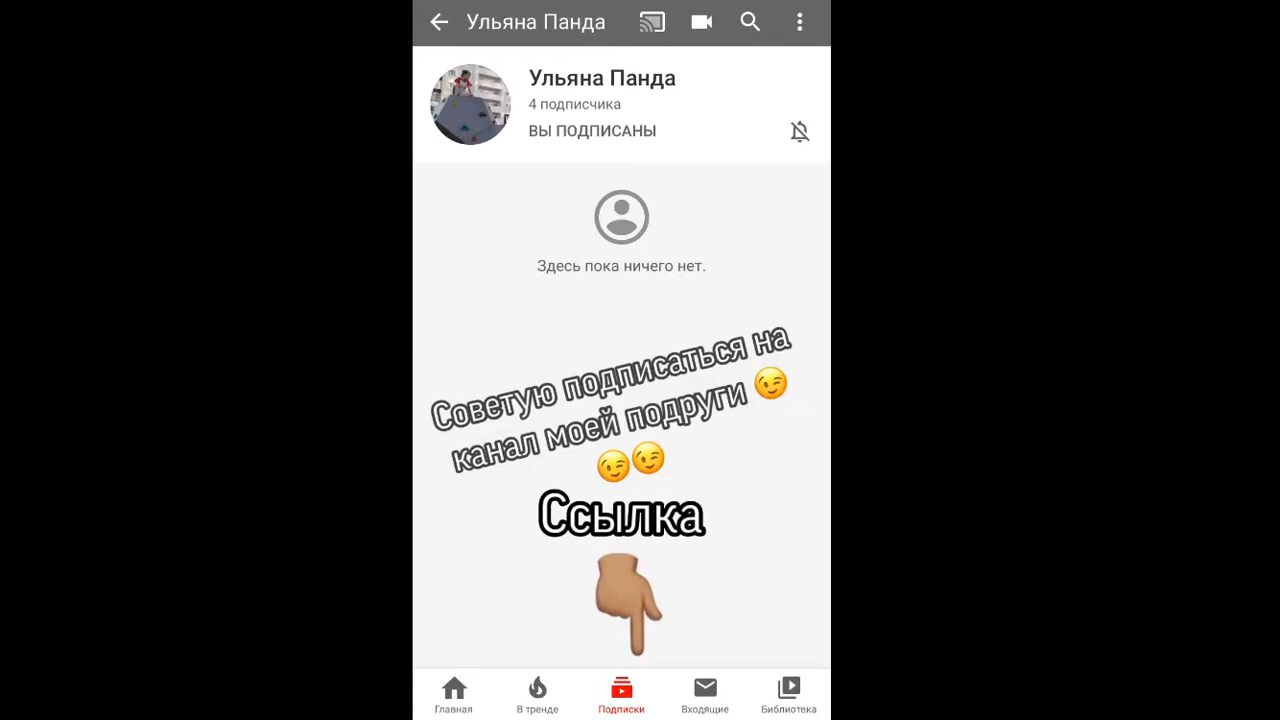 Ульяна Панда
Ульяна Панда
4 подписчика
ВЫ ПОДПИСАНЫ
Здесь пока ничего нет.
Советую подписаться на
канал моей подруги 😉
😉😉
Ссылка
Главная
В тренде
Подписки
Входящие
Библиотека